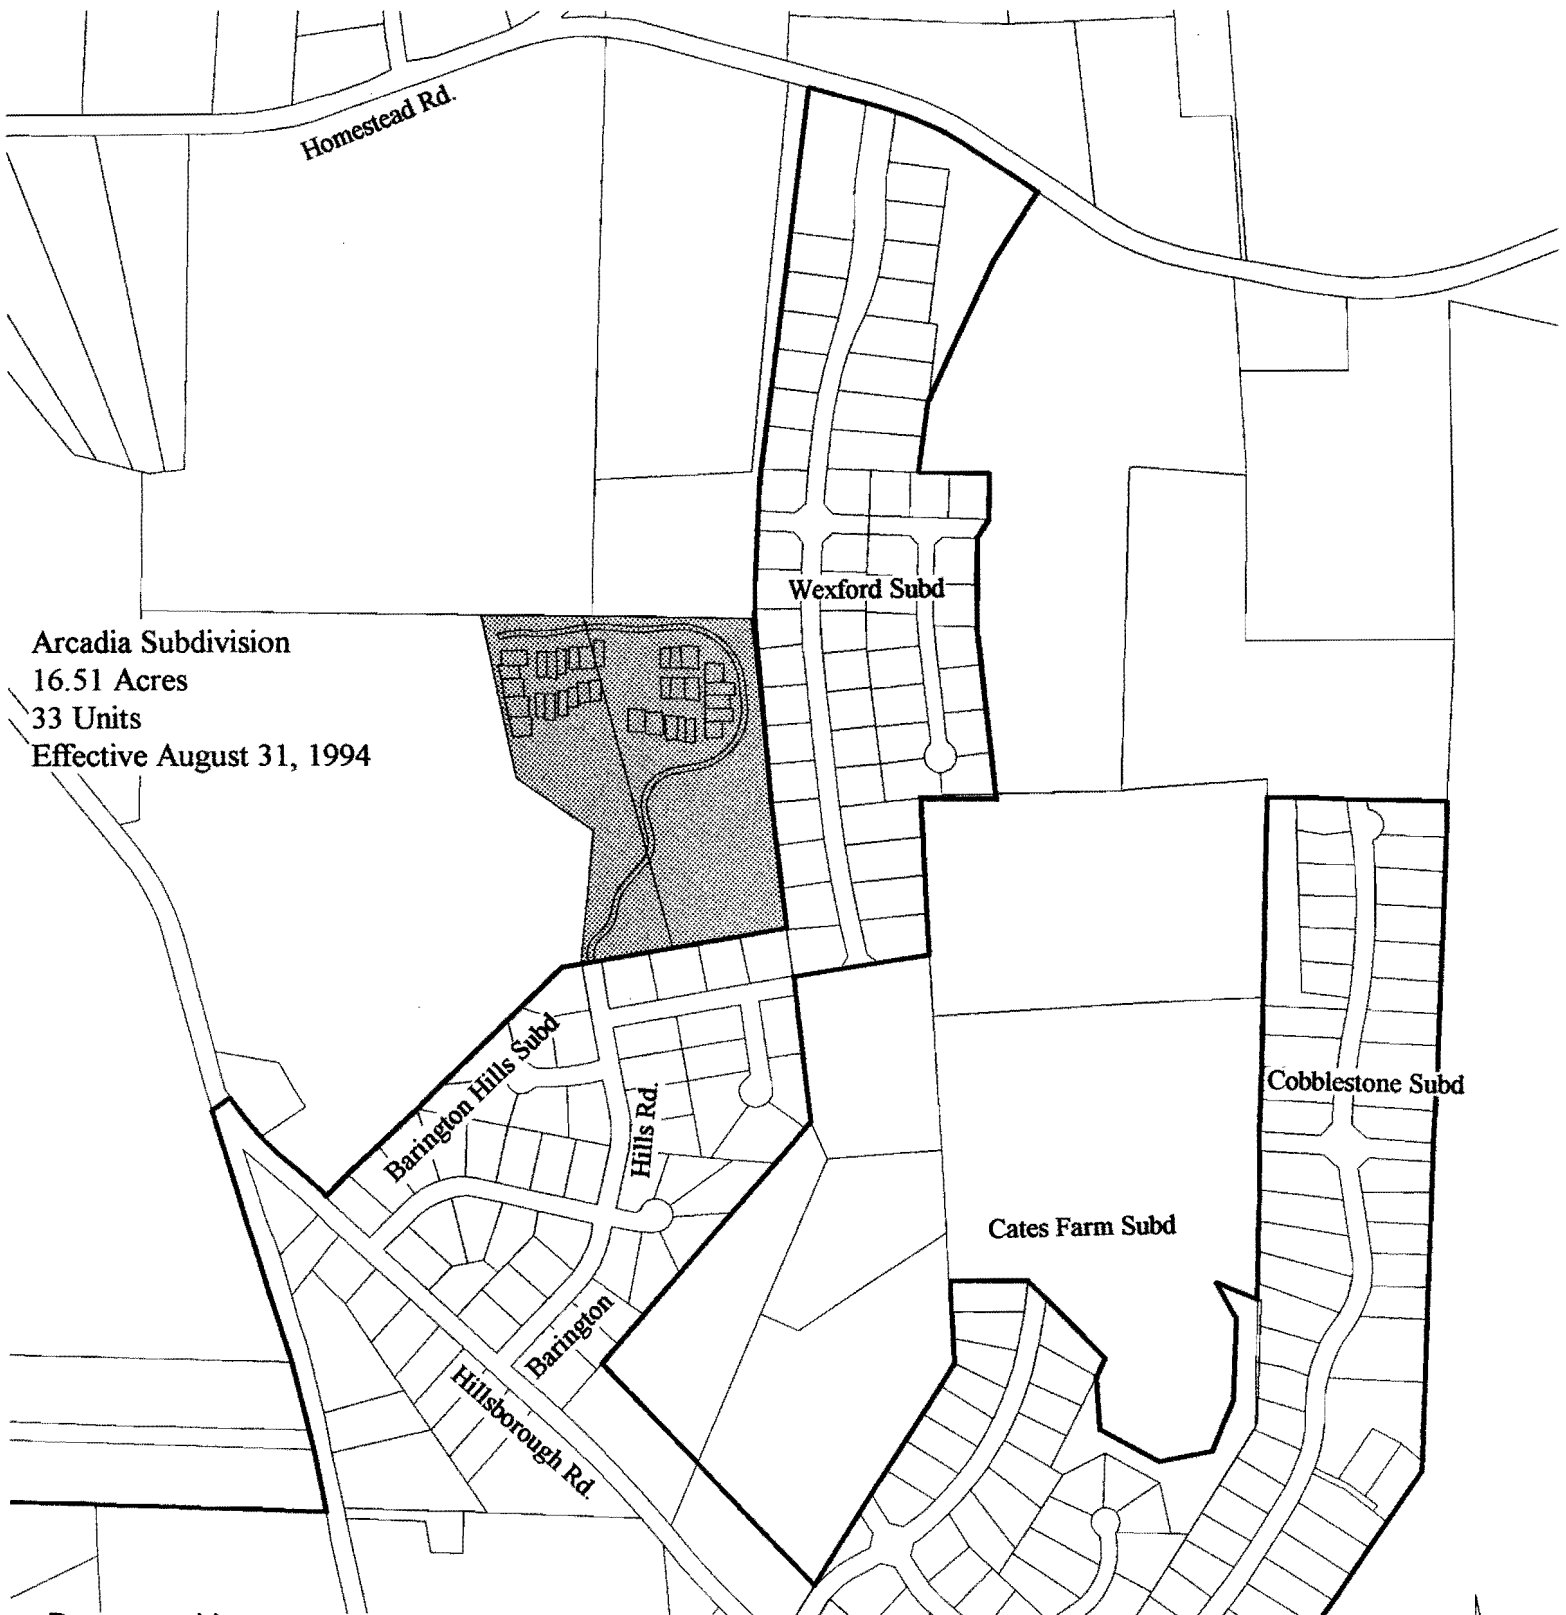 Homestead Rd.
Wexford Subd
Arcadia Subdivision
16.51 Acres
33 Units
Effective August 31, 1994
Barington Hills Subd
Hills Rd.
Cobblestone Subd
Cates Farm Subd
Barington
Hillsborough Rd.